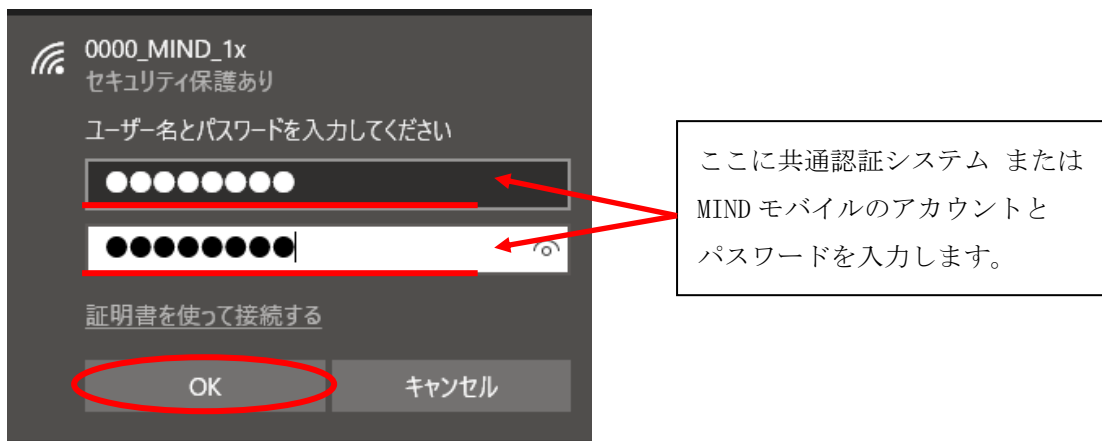 0000_MIND_1x
セキュリティ保護あり
ユーザー名とパスワードを入力してください
●●●●●●●●
●●●●●●●●
証明書を使って接続する
OK
キャンセル
ここに共通認証システム または
MIND モバイルのアカウントと
パスワードを入力します。